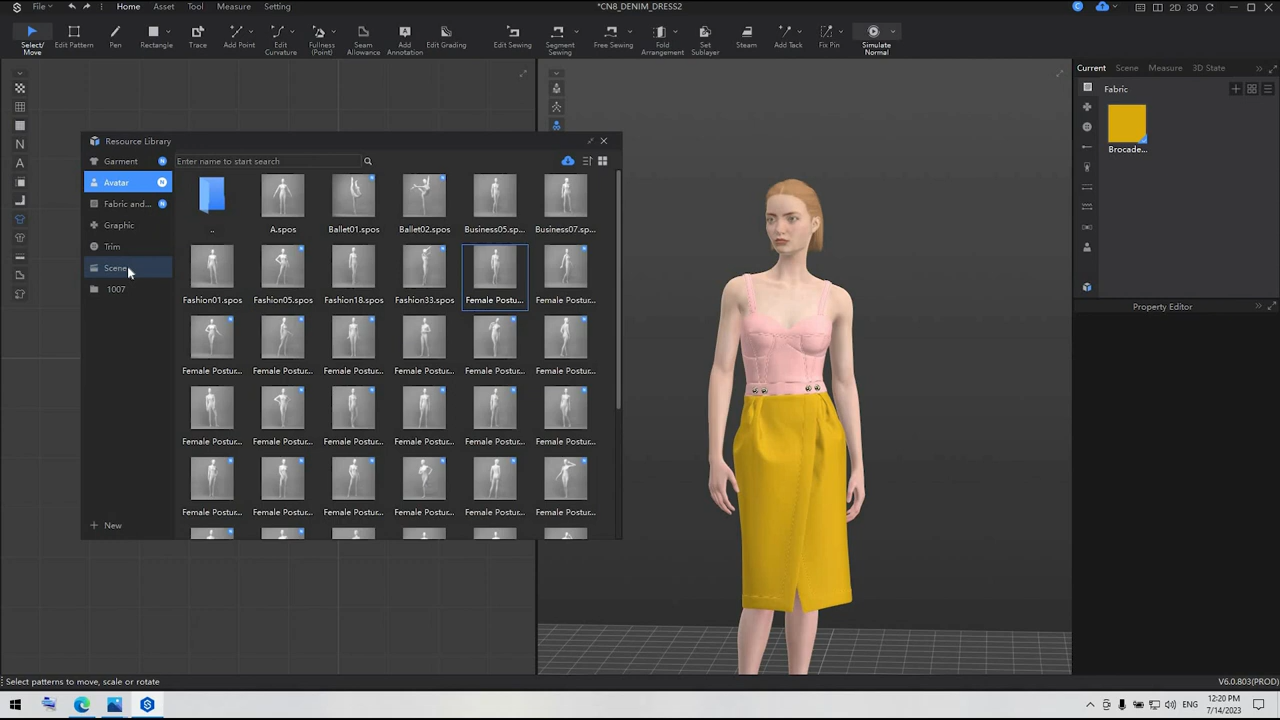 File Home Asset Tool Measure Setting *CN8_DENIM_DRESS2 2D 3D
Select/Move Edit Pattern Pen Rectangle Trace Add Point Edit Curvature Fullness (Point) Seam Allowance Add Annotation Edit Grading Edit Sewing Segment Sewing Free Sewing Fold Arrangement Set Sublayer Steam Add Tack Fix Pin Simulate Normal
Current Scene Measure 3D State
Fabric
Brocade...
Property Editor
Resource Library
Garment N
Avatar N
Fabric and... N
Graphic
Trim
Scene
1007
New
Enter name to start search
.. A.spos Ballet01.spos Ballet02.spos Business05.sp... Business07.sp...
Fashion01.spos Fashion05.spos Fashion18.spos Fashion33.spos Female Postu... Female Postur...
Female Postur... Female Postur... Female Postur... Female Postur... Female Postur... Female Postur...
Female Postur... Female Postur... Female Postur... Female Postur... Female Postur... Female Postur...
Female Postur... Female Postur... Female Postur... Female Postur... Female Postur... Female Postur...
Select patterns to move, scale or rotate V6.0.803(PROD)
ENG 12:20 PM
7/14/2023